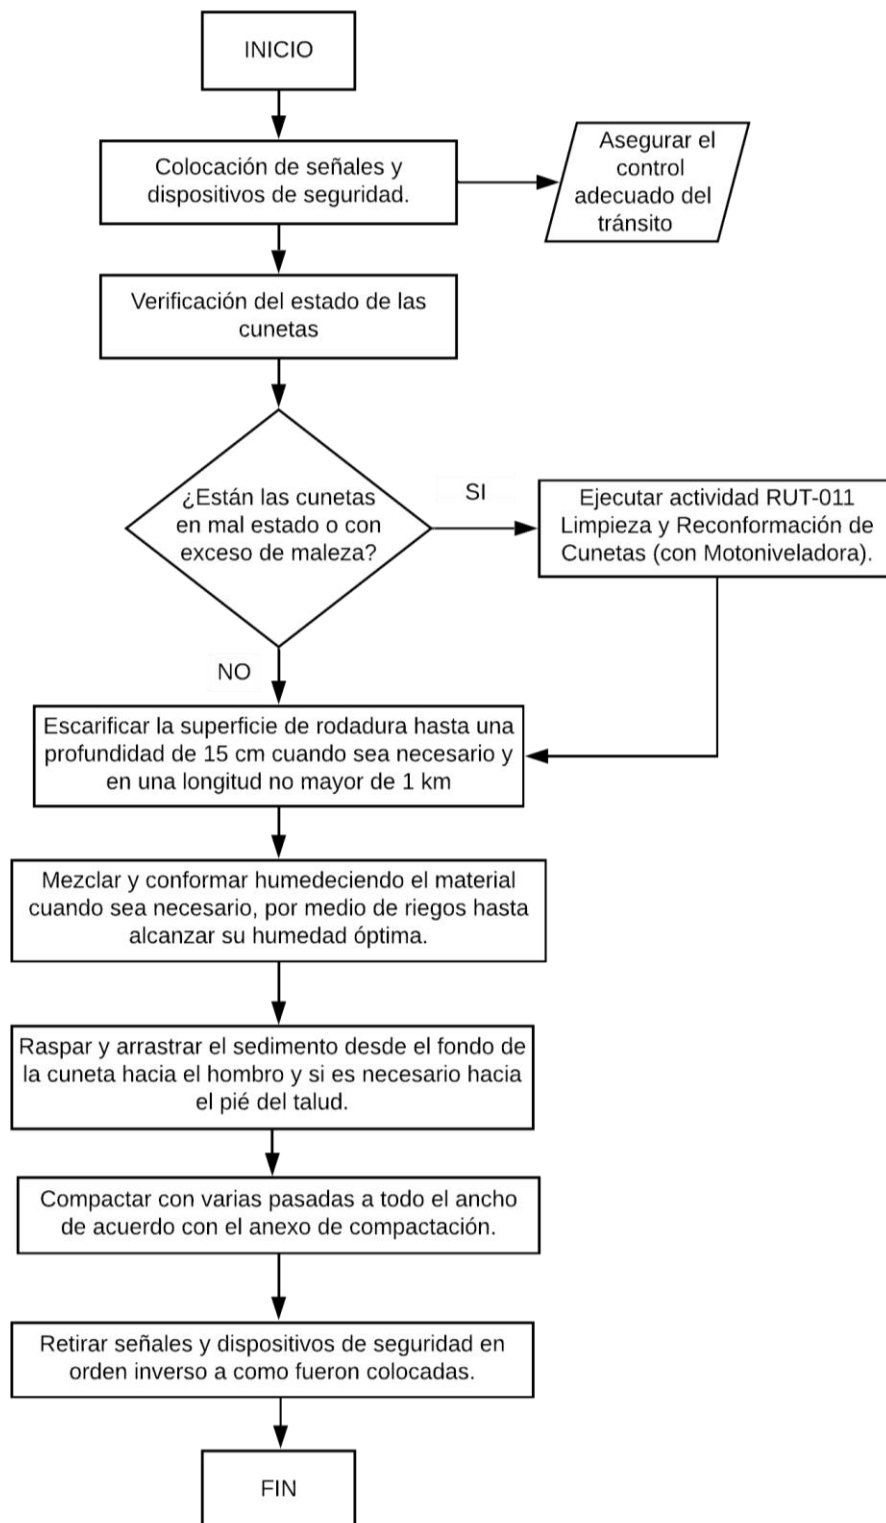 INICIO
Colocación de señales y
dispositivos de seguridad.
Asegurar el
control
adecuado del
tránsito
Verificación del estado de las
cunetas
¿Están las cunetas
en mal estado o con
exceso de maleza?
SI
Ejecutar actividad RUT-011
Limpieza y Reconformación de
Cunetas (con Motoniveladora).
NO
Escarificar la superficie de rodadura hasta una
profundidad de 15 cm cuando sea necesario y
en una longitud no mayor de 1 km
Mezclar y conformar humedeciendo el material
cuando sea necesario, por medio de riegos hasta
alcanzar su humedad óptima.
Raspar y arrastrar el sedimento desde el fondo de
la cuneta hacia el hombro y si es necesario hacia
el pié del talud.
Compactar con varias pasadas a todo el ancho
de acuerdo con el anexo de compactación.
Retirar señales y dispositivos de seguridad en
orden inverso a como fueron colocadas.
FIN